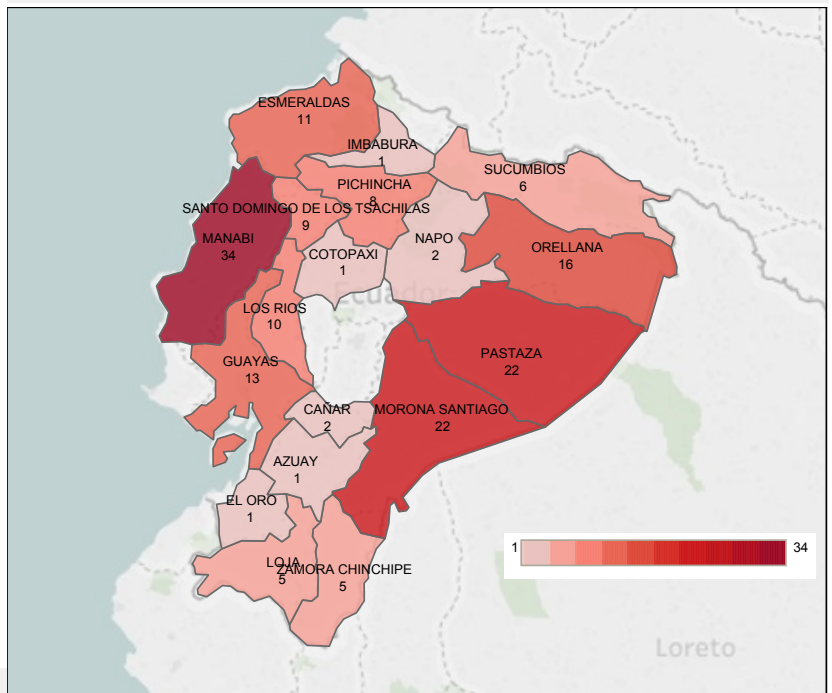 ESMERALDAS
11
IMBABURA
1
SUCUMBIOS
6
PICHINCHA
8
SANTO DOMINGO DE LOS TSACHILAS
9
MANABI
34
NAPO
2
ORELLANA
16
COTOPAXI
1
Ecuador
LOS RIOS
10
PASTAZA
22
GUAYAS
13
CAÑAR
2
MORONA SANTIAGO
22
AZUAY
1
EL ORO
1
1
34
LOJA
5
ZAMORA CHINCHIPE
5
Loreto